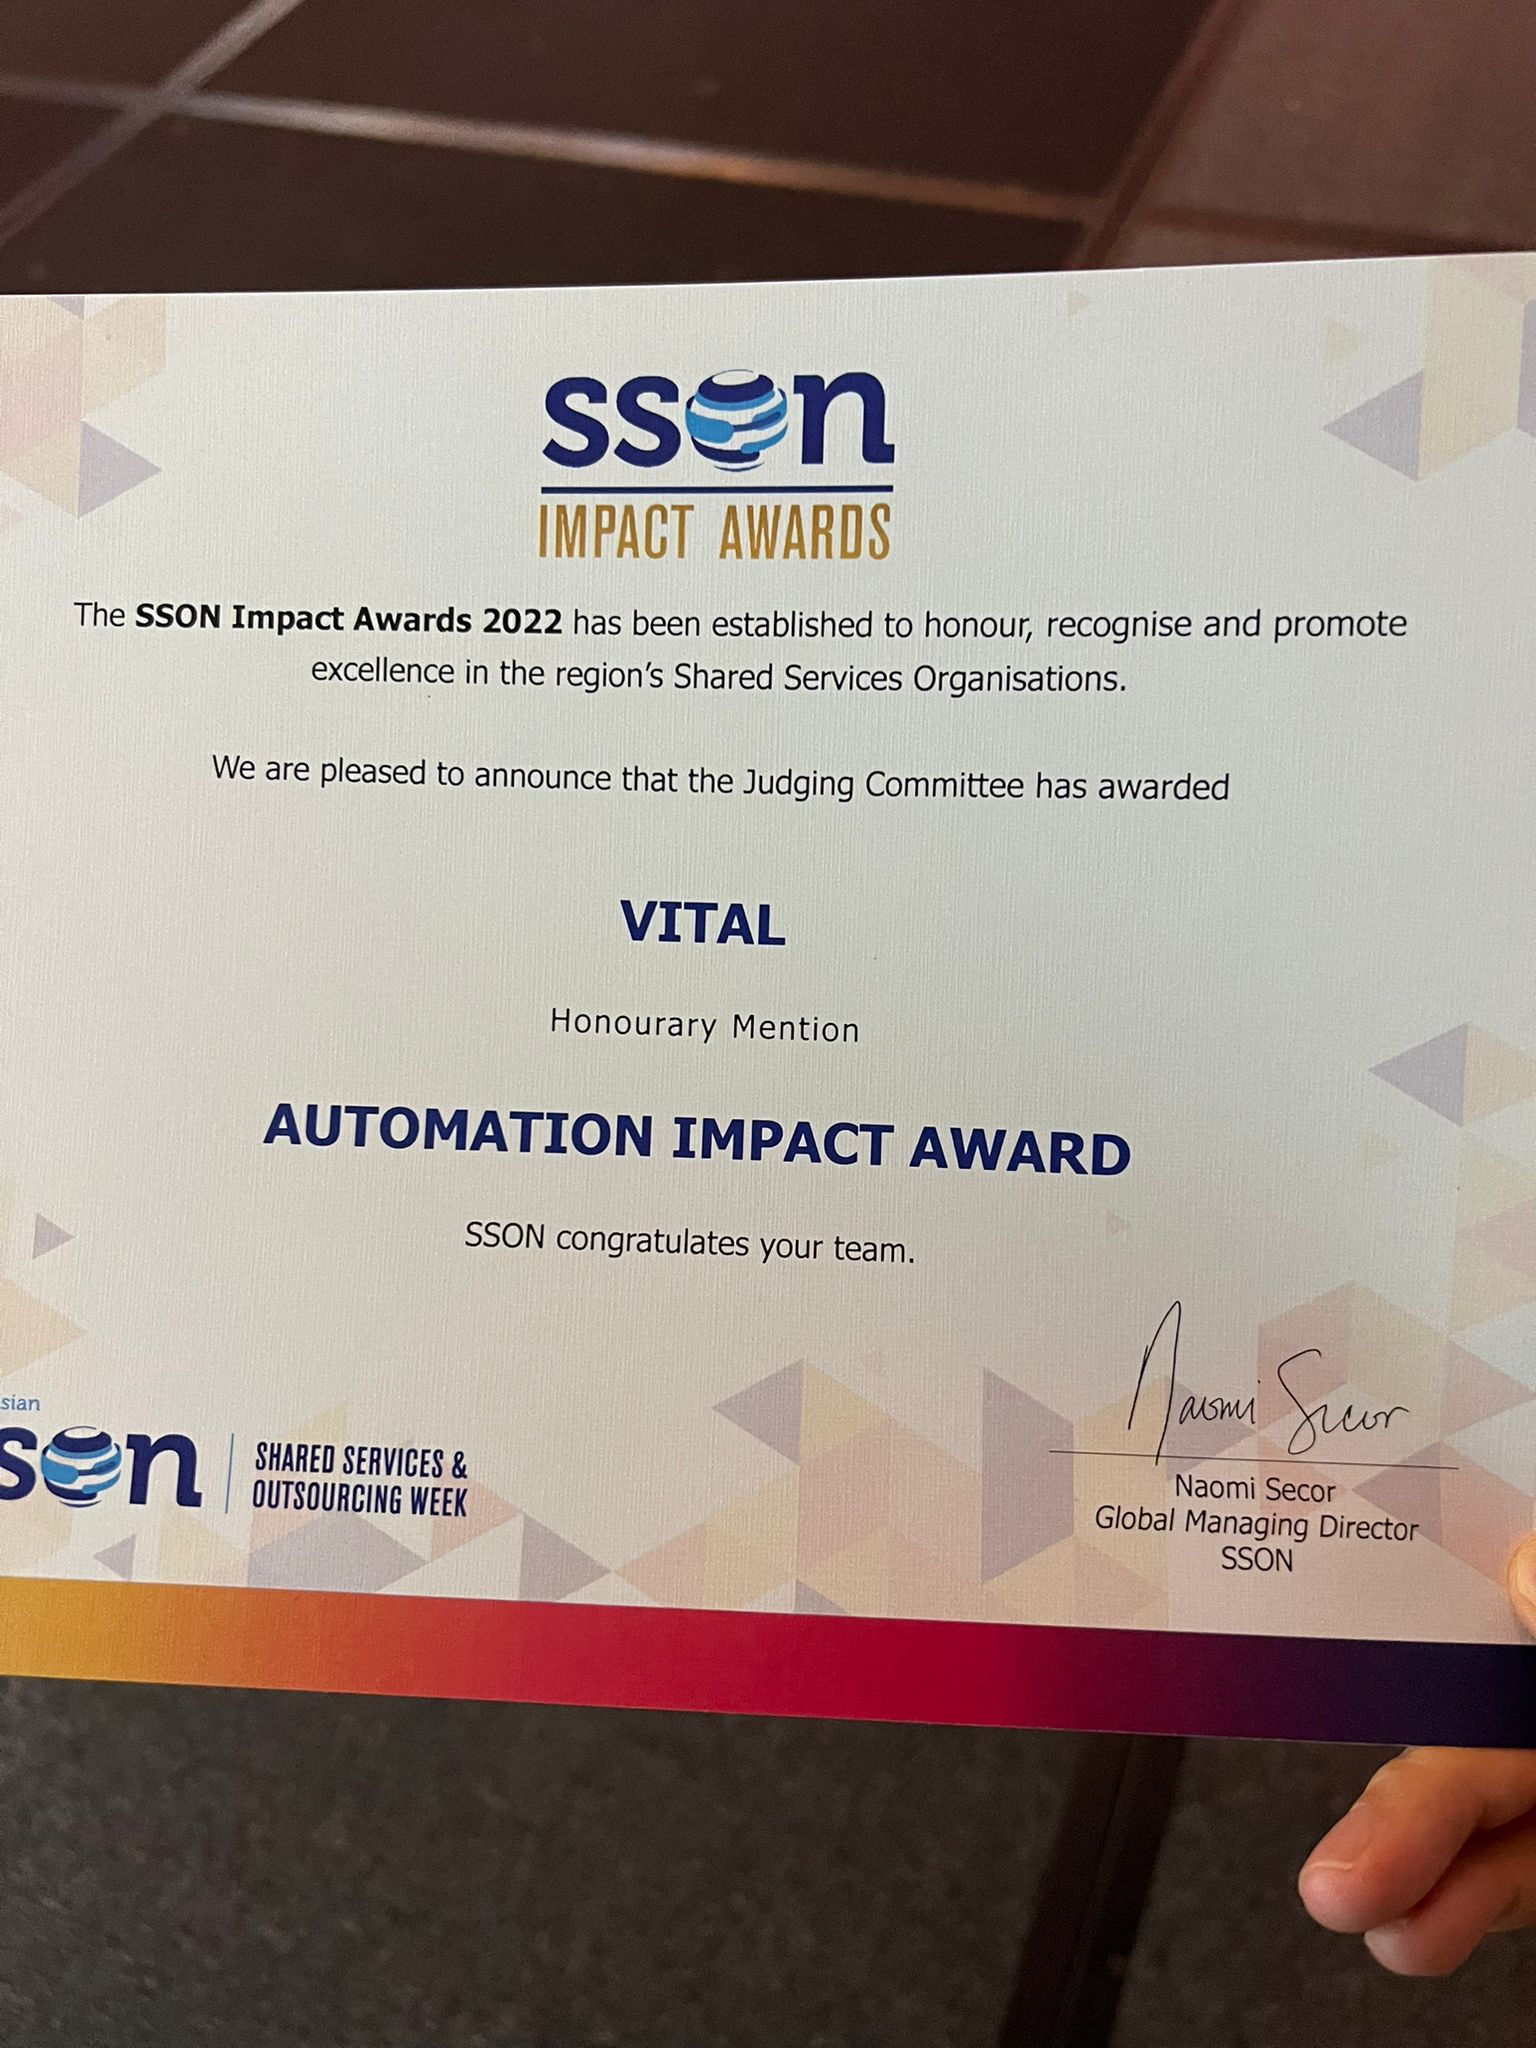 sson
IMPACT AWARDS
The SSON Impact Awards 2022 has been established to honour, recognise and promote
excellence in the region's Shared Services Organisations.
We are pleased to announce that the Judging Committee has awarded
VITAL
Honourary Mention
AUTOMATION IMPACT AWARD
SSON congratulates your team.
Naomi Secor
Naomi Secor
Global Managing Director
SSON
sian
son
SHARED SERVICES &
OUTSOURCING WEEK